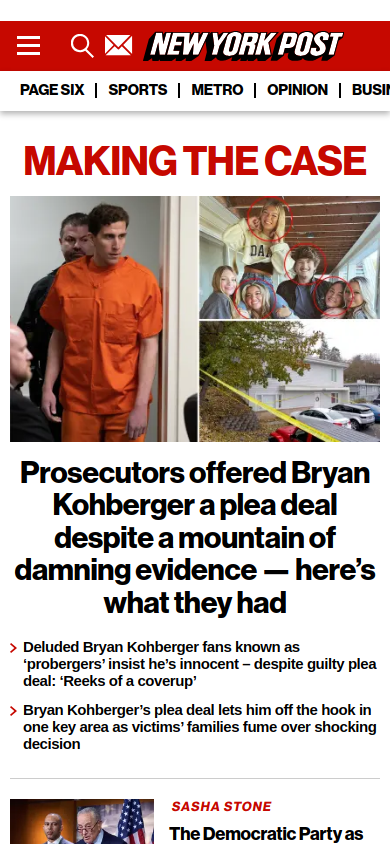 NEW YORK POST
PAGE SIX
SPORTS
METRO
OPINION
BUSIN
MAKING THE CASE
Prosecutors offered Bryan
Kohberger a plea deal
despite a mountain of
damning evidence — here’s
what they had
Deluded Bryan Kohberger fans known as
‘probergers’ insist he’s innocent – despite guilty plea
deal: ‘Reeks of a coverup’
Bryan Kohberger’s plea deal lets him off the hook in
one key area as victims’ families fume over shocking
decision
SASHA STONE
The Democratic Party as